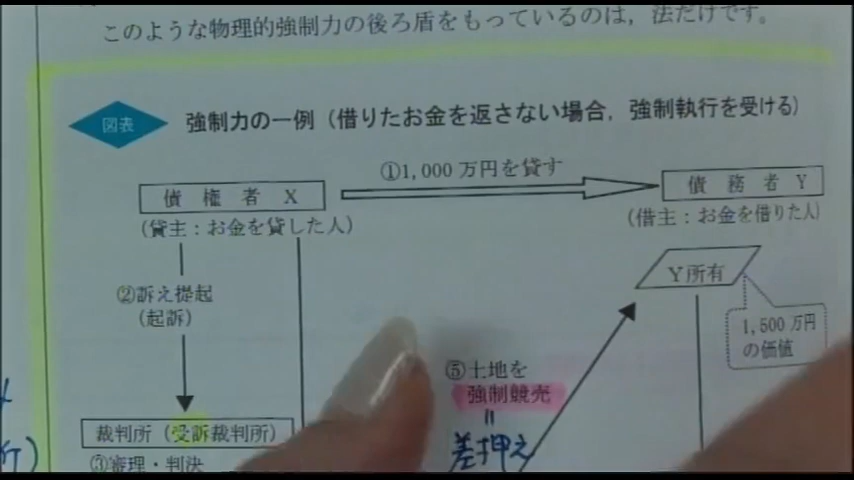 このような物理的強制力の後ろ盾をもっているのは，法だけです。
図表
強制力の一例（借りたお金を返さない場合，強制執行を受ける）
①1,000万円を貸す
債権者X
債務者Y
（貸主：お金を貸した人）
（借主：お金を借りた人）
②訴え提起
（起訴）
Y所有
1,500万円
の価値
⑤土地を
強制競売
〃
差押え
裁判所（受訴裁判所）
③審理・判決